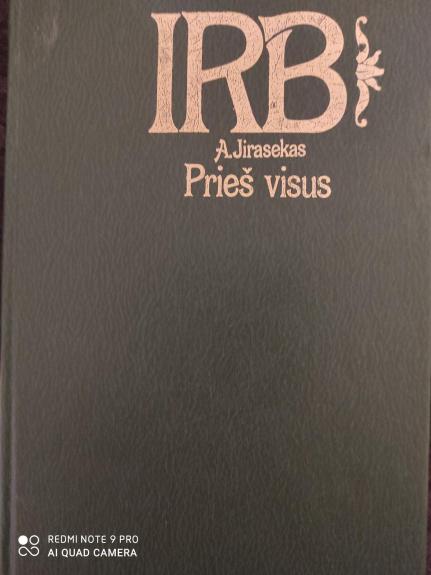 IRB
A.Jirasekas
Prieš visus
REDMI NOTE 9 PRO
AI QUAD CAMERA